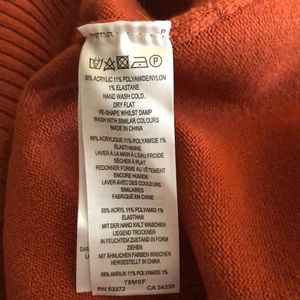 88% ACRYLIC 11% POLYAMIDE/NYLON
1% ELASTANE
HAND WASH COLD.
DRY FLAT
RE-SHAPE WHILST DAMP
WASH WITH SIMILAR COLOURS
MADE IN CHINA
88% ACRYLIQUE 11% POLYAMIDE 1%
ÉLASTHANNE
LAVER À LA MAIN À L'EAU FROIDE
SÉCHER À PLAT
REDONNER FORME AU VÊTEMENT
ENCORE HUMIDE
LAVER AVEC DES COULEURS
SIMILAIRES
FABRIQUÉ EN CHINE
88% ACRYL 11% POLYAMID 1%
ELASTHAN
MIT DER HAND KALT WASCHEN
LIEGEND TROCKNEN
IN FEUCHTEM ZUSTAND IN FORM
ZIEHEN
MIT ÄHNLICHEN FARBEN WASCHEN
HERGESTELLT IN CHINA
88% AKRILIK 11% POLYAMID 1%
76MSF
RN 53372 CA 34338